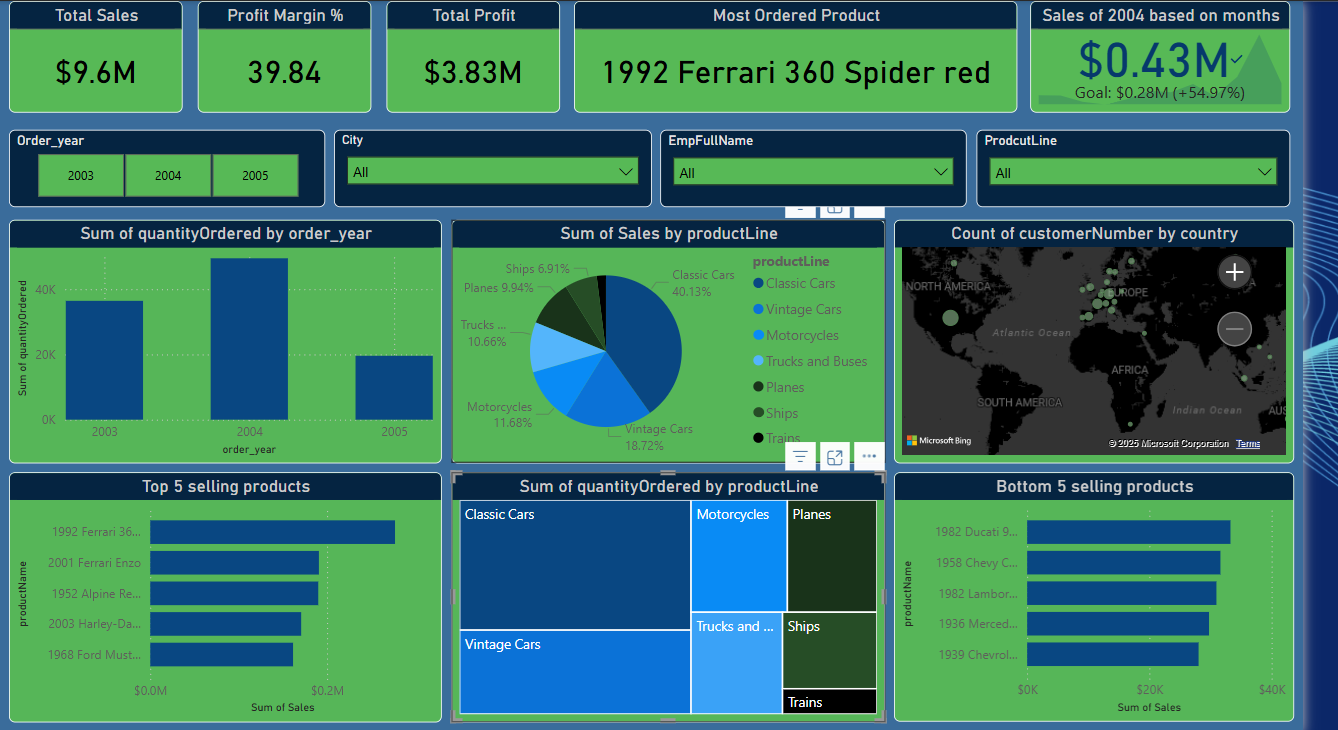 Total Sales
$9.6M
Profit Margin %
39.84
Total Profit
$3.83M
Most Ordered Product
1992 Ferrari 360 Spider red
Sales of 2004 based on months
$0.43M
Goal: $0.28M (+54.97%)
Order_year
2003
2004
2005
City
All
EmpFullName
All
ProdcutLine
All
Sum of quantityOrdered by order_year
Sum of quantityOrdered
40K
20K
0K
2003
2004
2005
order_year
Sum of Sales by productLine
Ships 6.91%
Planes 9.94%
Trucks ...
10.66%
Motorcycles
11.68%
Vintage Cars
18.72%
Classic Cars
40.13%
productLine
Classic Cars
Vintage Cars
Motorcycles
Trucks and Buses
Planes
Ships
Trains
Count of customerNumber by country
NORTH AMERICA
EUROPE
A
Atlantic Ocean
AFRICA
SOUTH AMERICA
Indian Ocean
AUS
Microsoft Bing
© 2025 Microsoft Corporation
Terms
Top 5 selling products
productName
1992 Ferrari 36...
2001 Ferrari Enzo
1952 Alpine Re...
2003 Harley-Da...
1968 Ford Must...
$0.0M
$0.2M
Sum of Sales
Sum of quantityOrdered by productLine
Classic Cars
Vintage Cars
Motorcycles
Trucks and ...
Planes
Ships
Trains
Bottom 5 selling products
productName
1982 Ducati 9...
1958 Chevy C...
1982 Lambor...
1936 Merced...
1939 Chevrol...
$0K
$20K
$40K
Sum of Sales